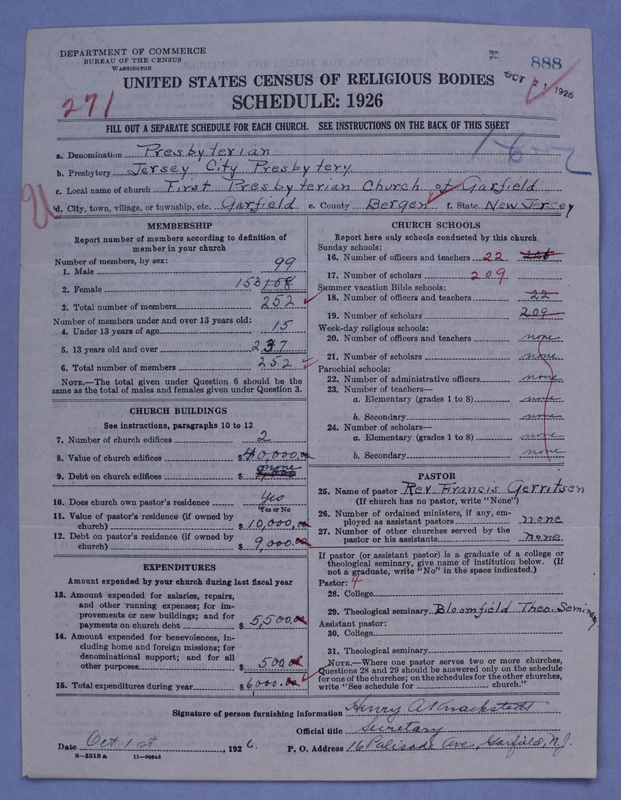 DEPARTMENT OF COMMERCE
BUREAU OF THE CENSUS
WASHINGTON
888
OCT 21 1926
271
UNITED STATES CENSUS OF RELIGIOUS BODIES
SCHEDULE: 1926
FILL OUT A SEPARATE SCHEDULE FOR EACH CHURCH. SEE INSTRUCTIONS ON THE BACK OF THIS SHEET
a. Denomination Presbyterian
b. Presbytery Jersey City Presbytery
c. Local name of church First Presbyterian Church of Garfield
d. City, town, village, or township, etc. Garfield e. County Bergen f. State New Jersey
MEMBERSHIP
Report number of members according to definition of
member in your church
Number of members, by sex:
1. Male 99
2. Female 153 158
3. Total number of members 252
Number of members under and over 13 years old:
4. Under 13 years of age 15
5. 13 years old and over 237
6. Total number of members 252
NOTE.—The total given under Question 6 should be
the same as the total of males and females given under Question 3.
CHURCH BUILDINGS
See instructions, paragraphs 10 to 12
7. Number of church edifices 2
8. Value of church edifices $40,000.00
9. Debt on church edifices $ none
10. Does church own pastor's residence yes
Yes or No
11. Value of pastor's residence (if owned by
church) $10,000.00
12. Debt on pastor's residence (if owned by
church) $9,000.00
EXPENDITURES
Amount expended by your church during last fiscal year
13. Amount expended for salaries, repairs,
and other running expenses; for im-
provements or new buildings; and for
payments on church debt $5,500.00
14. Amount expended for benevolences, in-
cluding home and foreign missions; for
denominational support; and for all
other purposes $500.00
15. Total expenditures during year $6000.00
CHURCH SCHOOLS
Report here only schools conducted by this church
Sunday schools:
16. Number of officers and teachers 22
17. Number of scholars 209
Summer vacation Bible schools:
18. Number of officers and teachers 22
19. Number of scholars 209
Week-day religious schools:
20. Number of officers and teachers none
21. Number of scholars none
Parochial schools:
22. Number of administrative officers none
23. Number of teachers—
a. Elementary (grades 1 to 8) none
b. Secondary none
24. Number of scholars—
a. Elementary (grades 1 to 8) none
b. Secondary none
PASTOR
25. Name of pastor Rev. Francis Gerritsen
(If church has no pastor, write "None")
26. Number of ordained ministers, if any, em-
ployed as assistant pastors none
27. Number of other churches served by the
pastor or his assistants none
If pastor (or assistant pastor) is a graduate of a college or
theological seminary, give name of institution below. (If
not a graduate, write "No" in the space indicated.)
Pastor: 4
28. College
29. Theological seminary Bloomfield Theo. Seminary
Assistant pastor:
30. College
31. Theological seminary
NOTE.—Where one pastor serves two or more churches,
Questions 28 and 29 should be answered only on the schedule
for one of the churches; on the schedules for the other churches,
write "See schedule for church."
Signature of person furnishing information Henry A Knackstedt
Official title Secretary
Date Oct 1st, 1926. P. O. Address 16 Palisade Ave, Garfield, N.J.
8—5518 a